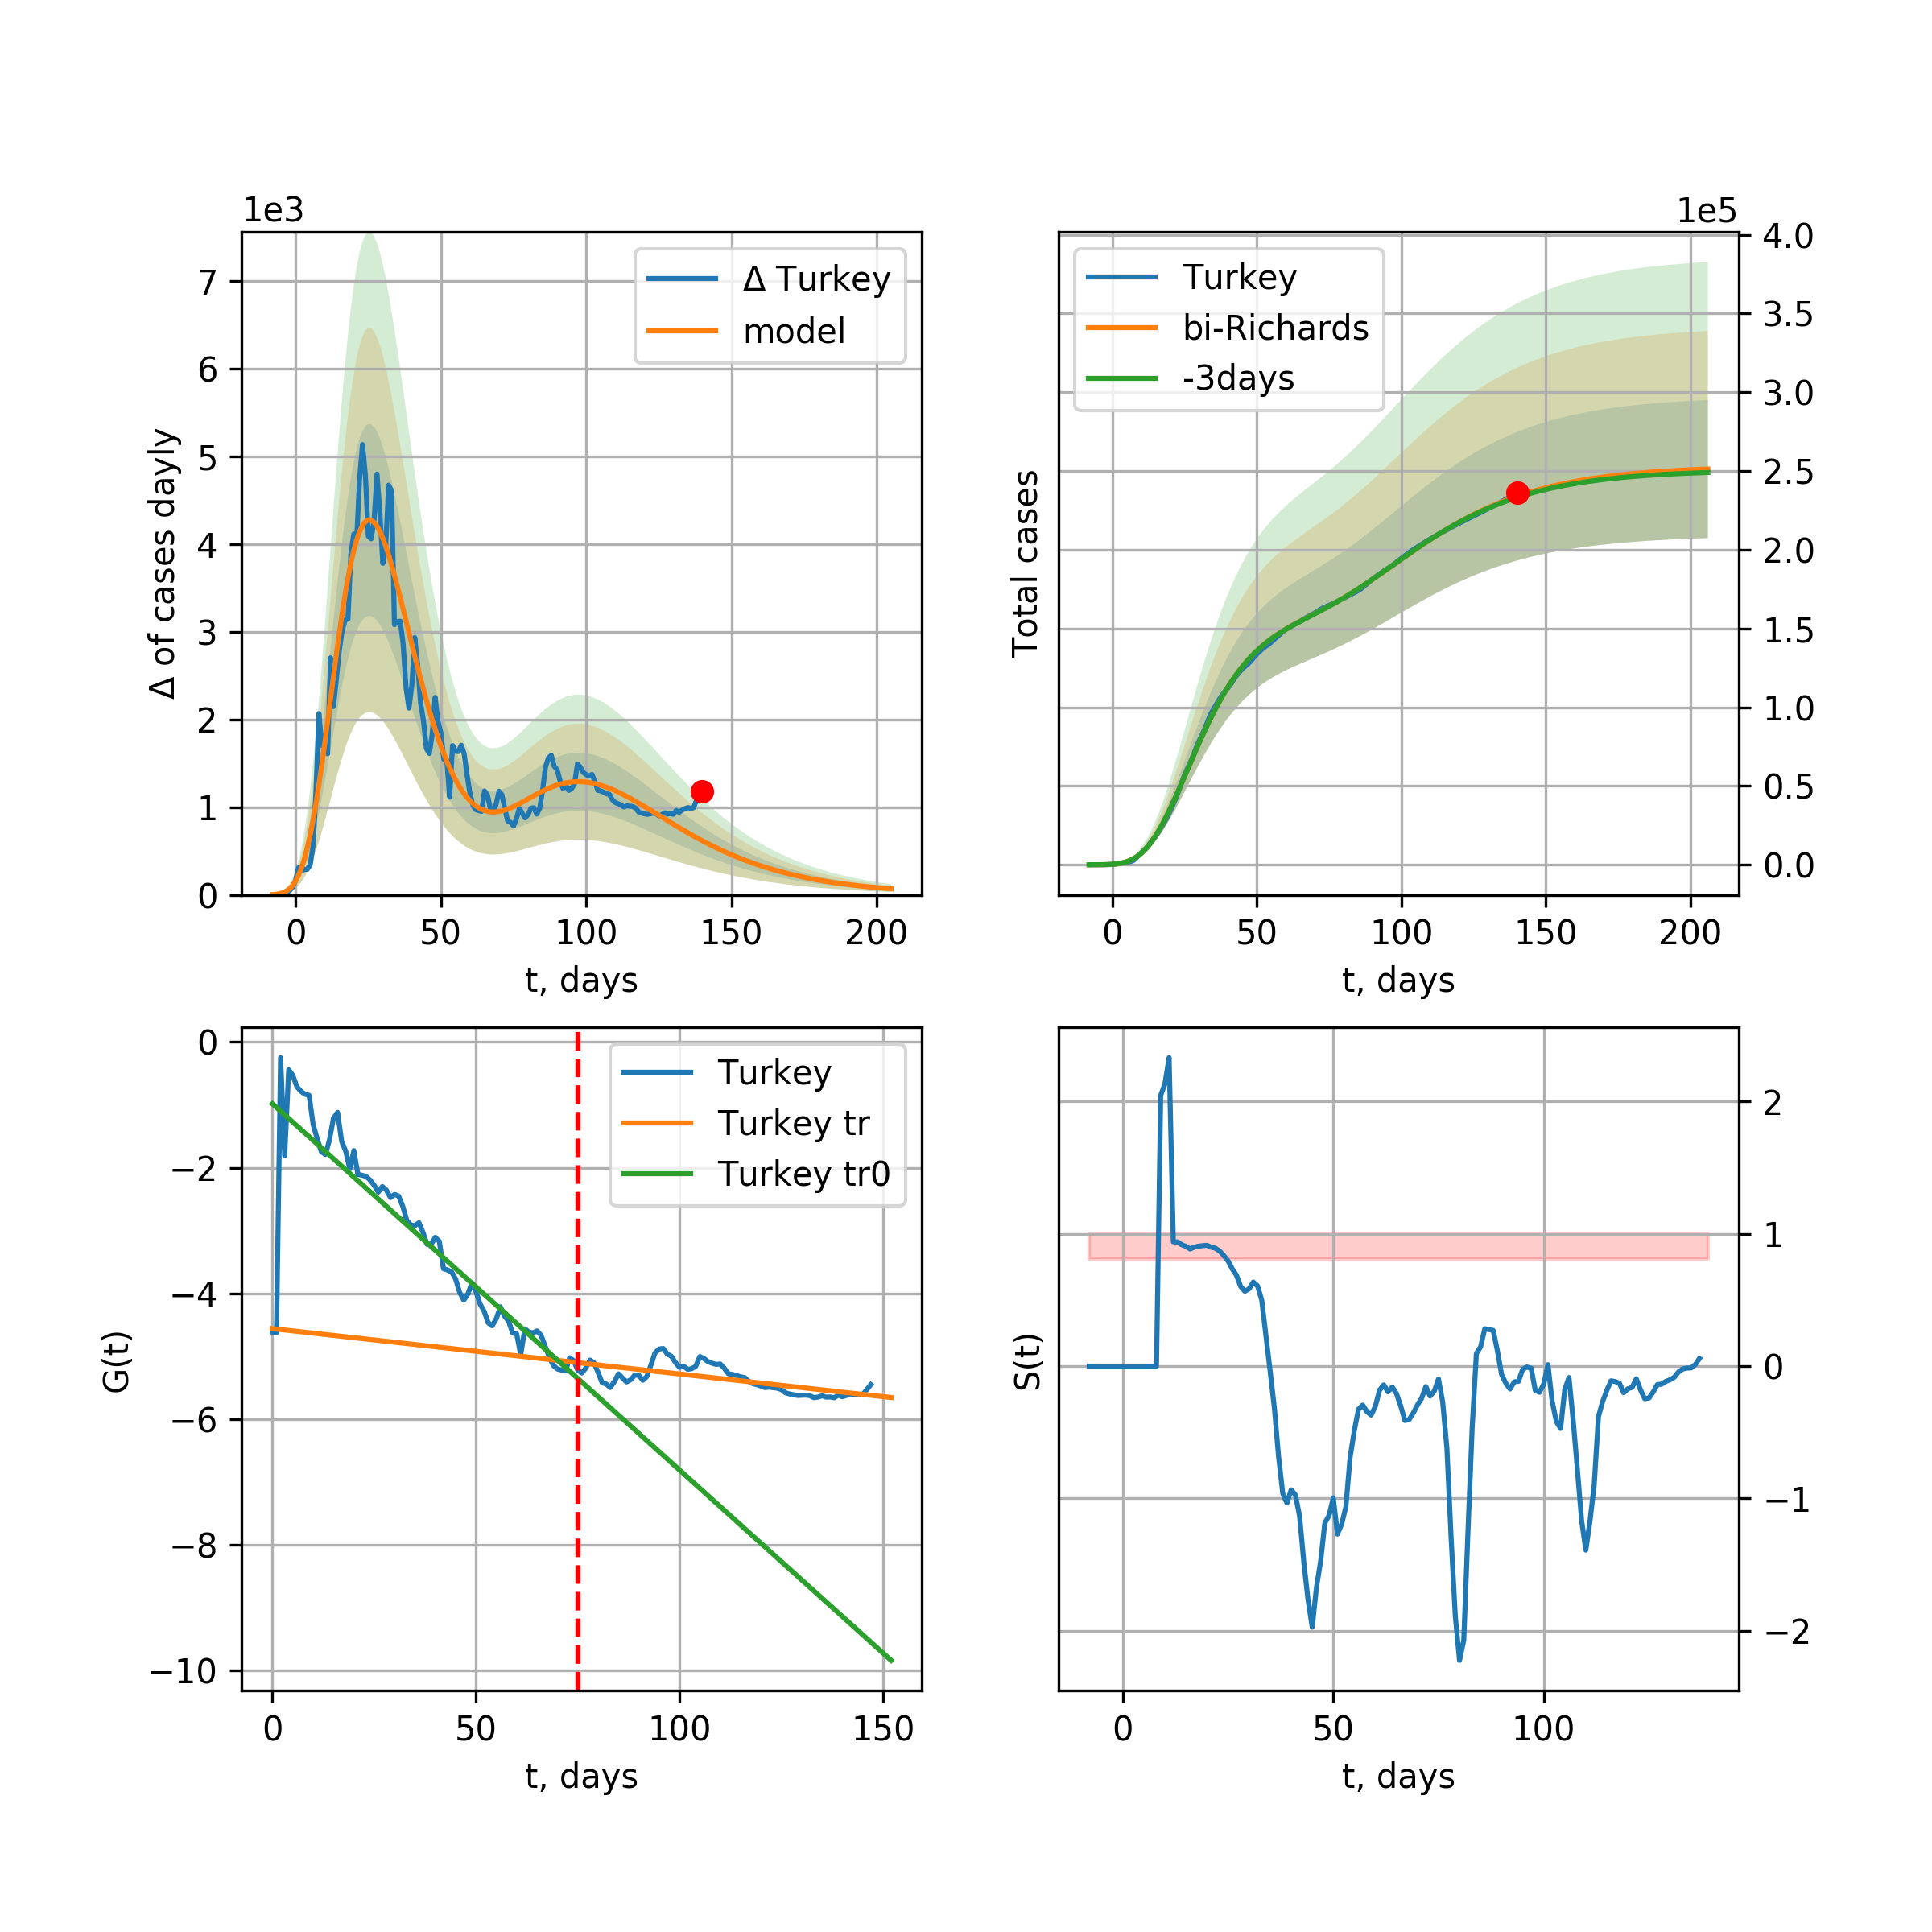 1e3
7
6
5
4
3
2
1
0
Δ of cases dayly
Δ Turkey
model
0 50 100 150 200
t, days
1e5
4.0
3.5
3.0
2.5
2.0
1.5
1.0
0.5
0.0
Total cases
Turkey
bi-Richards
-3days
0 50 100 150 200
t, days
0
−2
−4
−6
−8
−10
G(t)
Turkey
Turkey tr
Turkey tr0
0 50 100 150
t, days
2
1
0
−1
−2
S(t)
0 50 100
t, days